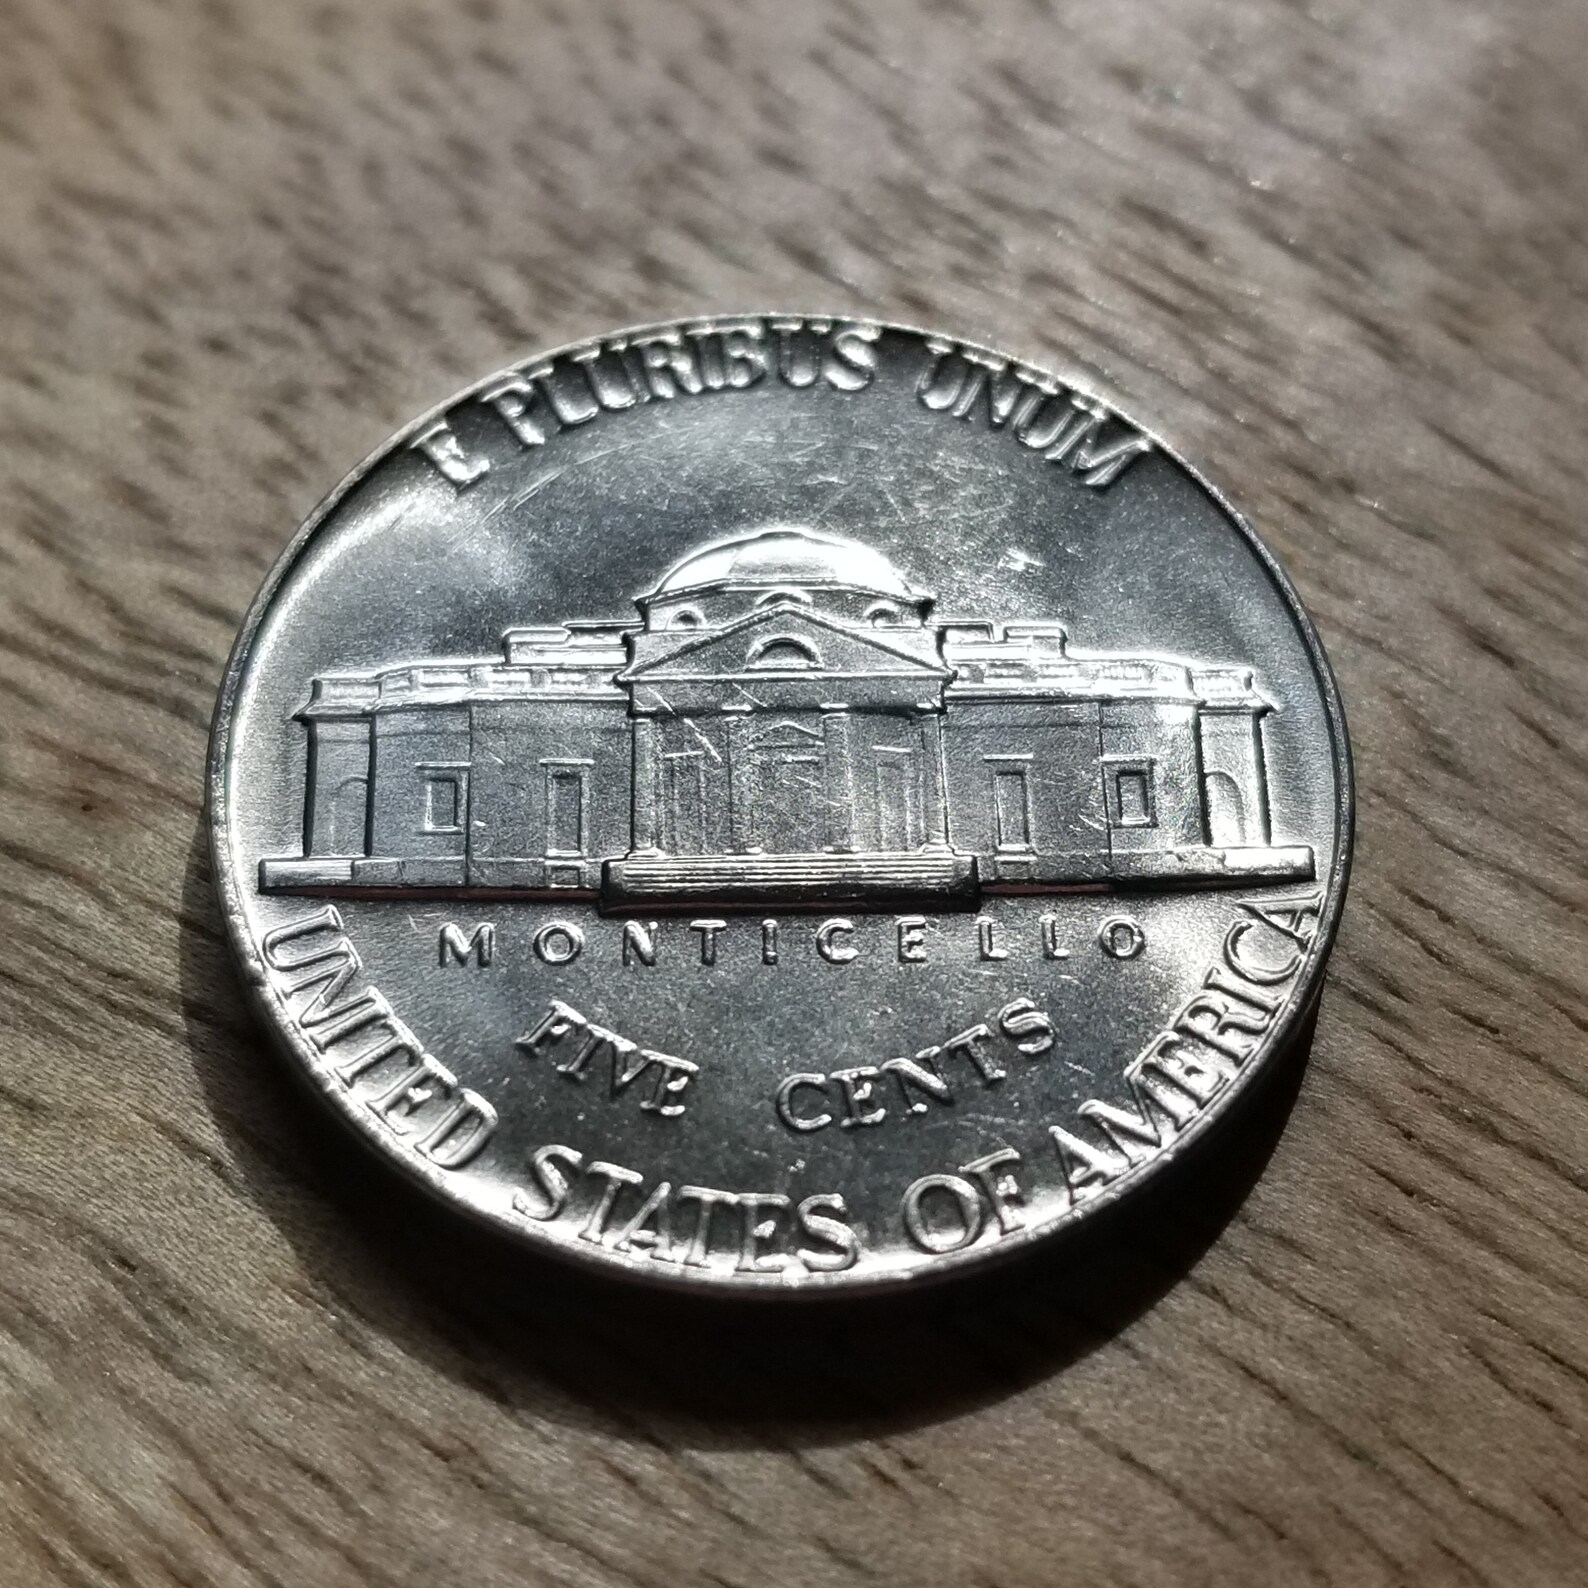 E PLURIBUS UNUM
MONTICELLO
FIVE CENTS
UNITED STATES OF AMERICA